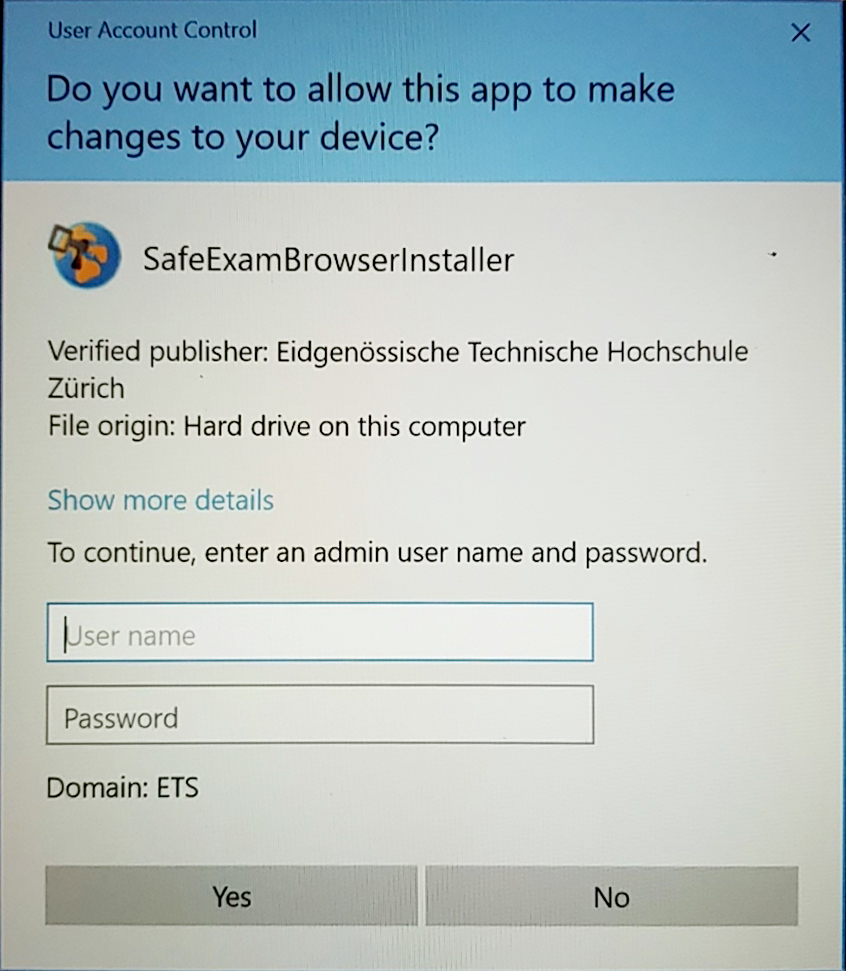 User Account Control
Do you want to allow this app to make
changes to your device?
SafeExamBrowserInstaller
Verified publisher: Eidgenössische Technische Hochschule
Zürich
File origin: Hard drive on this computer
Show more details
To continue, enter an admin user name and password.
User name
Password
Domain: ETS
Yes
No